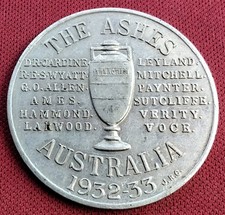 THE ASHES
D.R. JARDINE.
R.E.S. WYATT.
G.O. ALLEN.
AMES.
HAMMOND.
LARWOOD.
LEYLAND.
MITCHELL.
PAYNTER.
SUTCLIFFE.
VERITY.
VOCE.
AUSTRALIA
1932-33